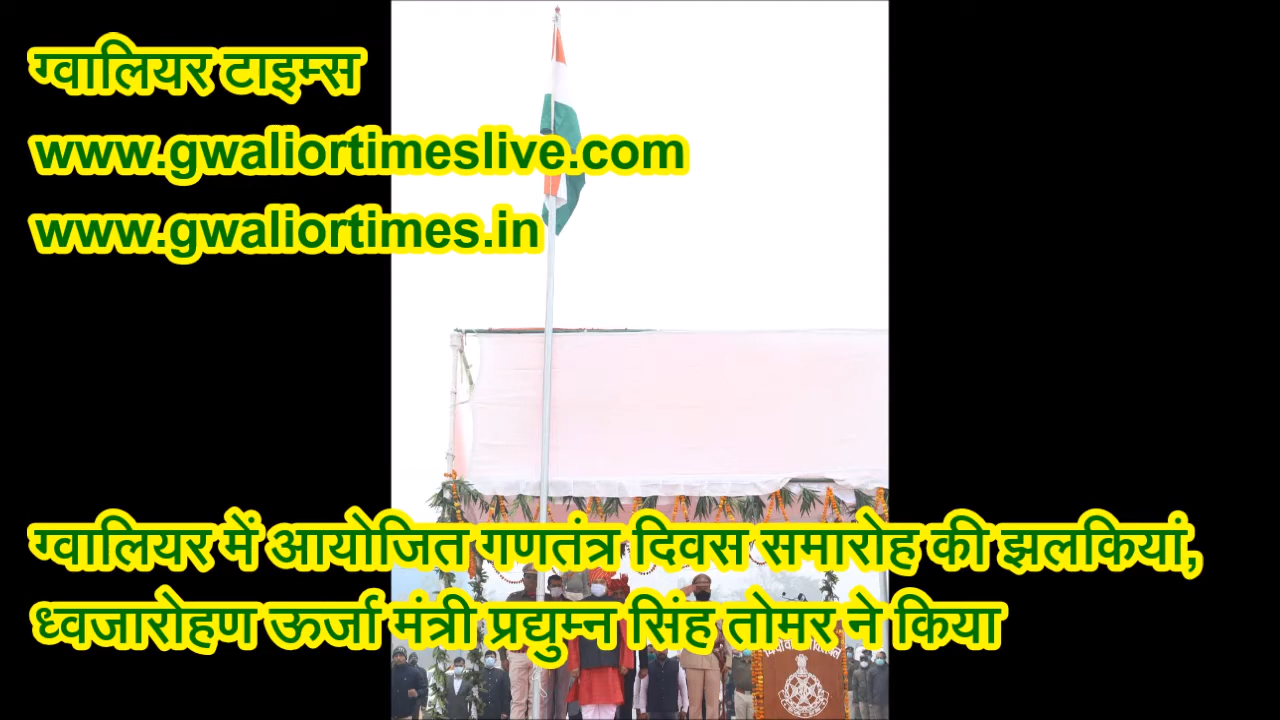 ग्वालियर टाइम्स
www.gwaliortimeslive.com
www.gwaliortimes.in
ग्वालियर में आयोजित गणतंत्र दिवस समारोह की झलकियां,
ध्वजारोहण ऊर्जा मंत्री प्रद्युम्न सिंह तोमर ने किया